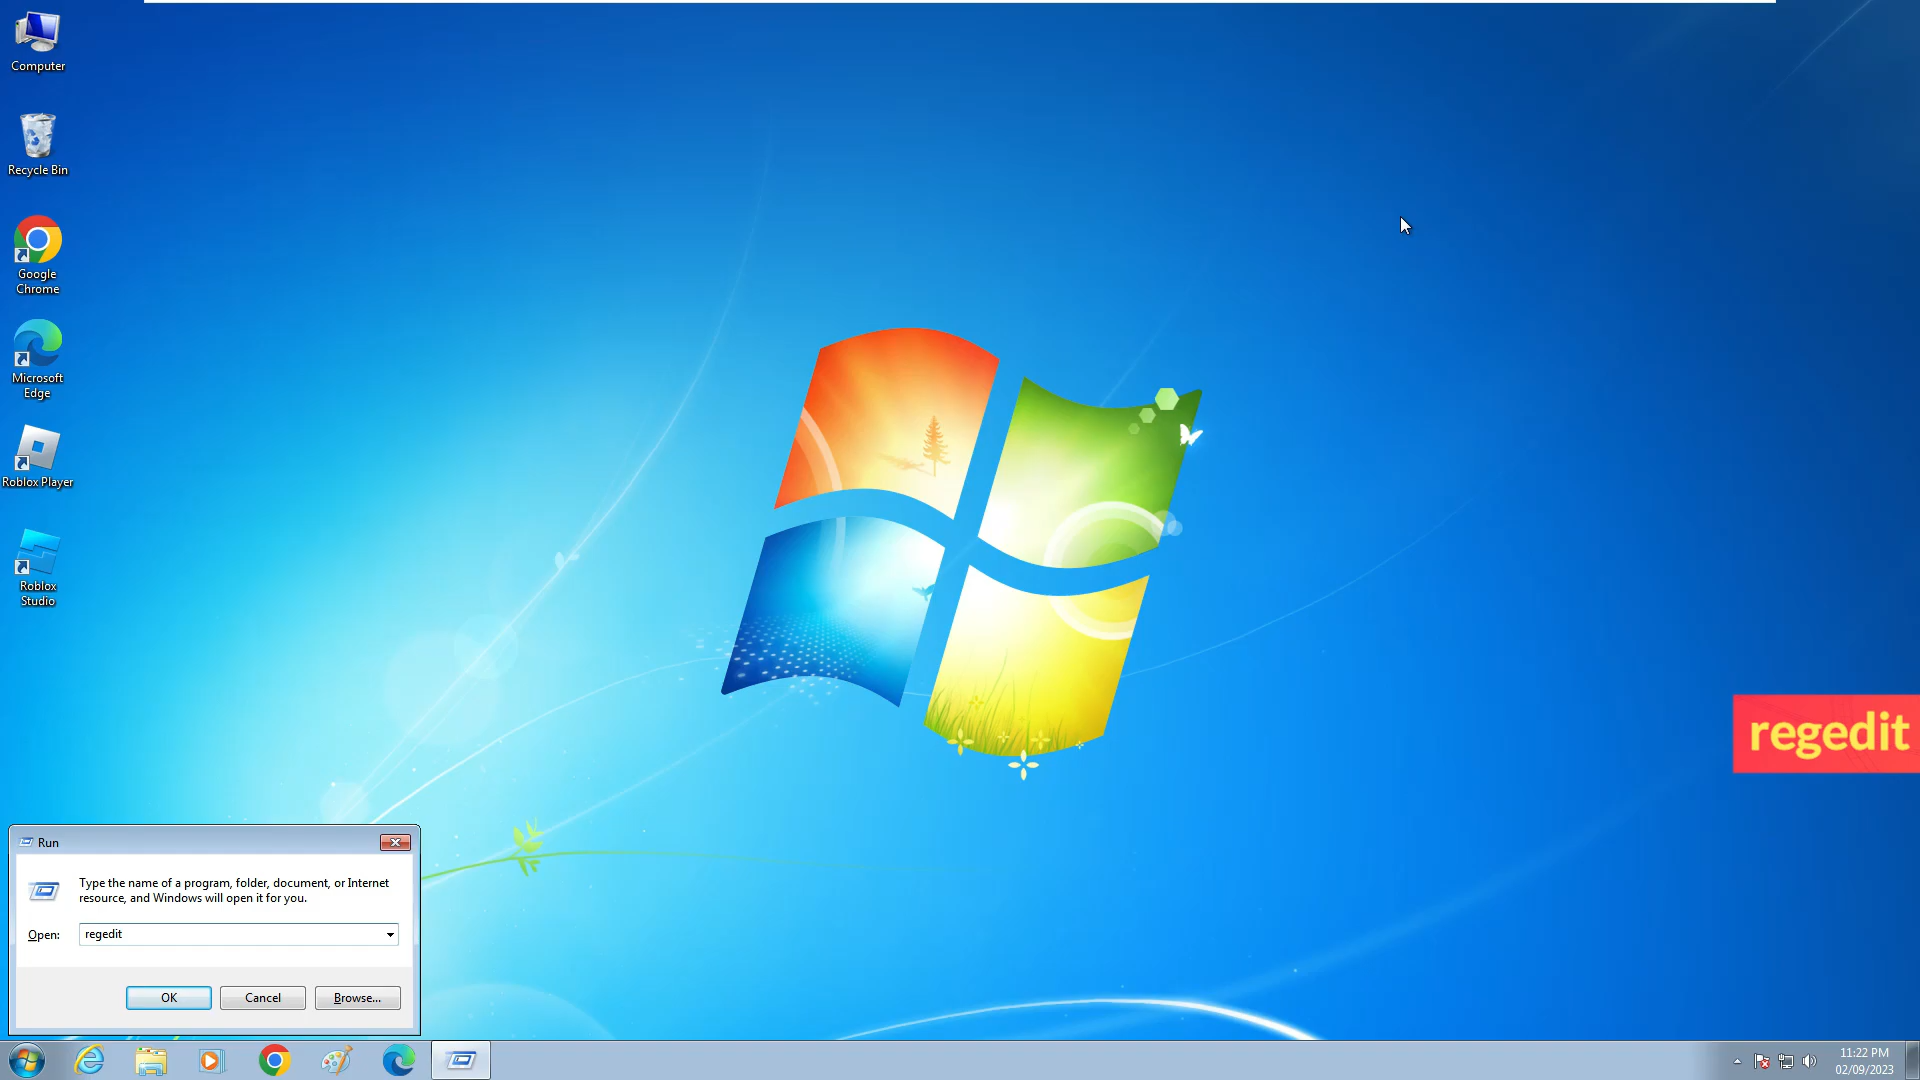 Computer
Recycle Bin
Google
Chrome
Microsoft
Edge
Roblox Player
Roblox
Studio
regedit
Run
Type the name of a program, folder, document, or Internet
resource, and Windows will open it for you.
Open:
regedit
OK
Cancel
Browse...
11:22 PM
02/09/2023